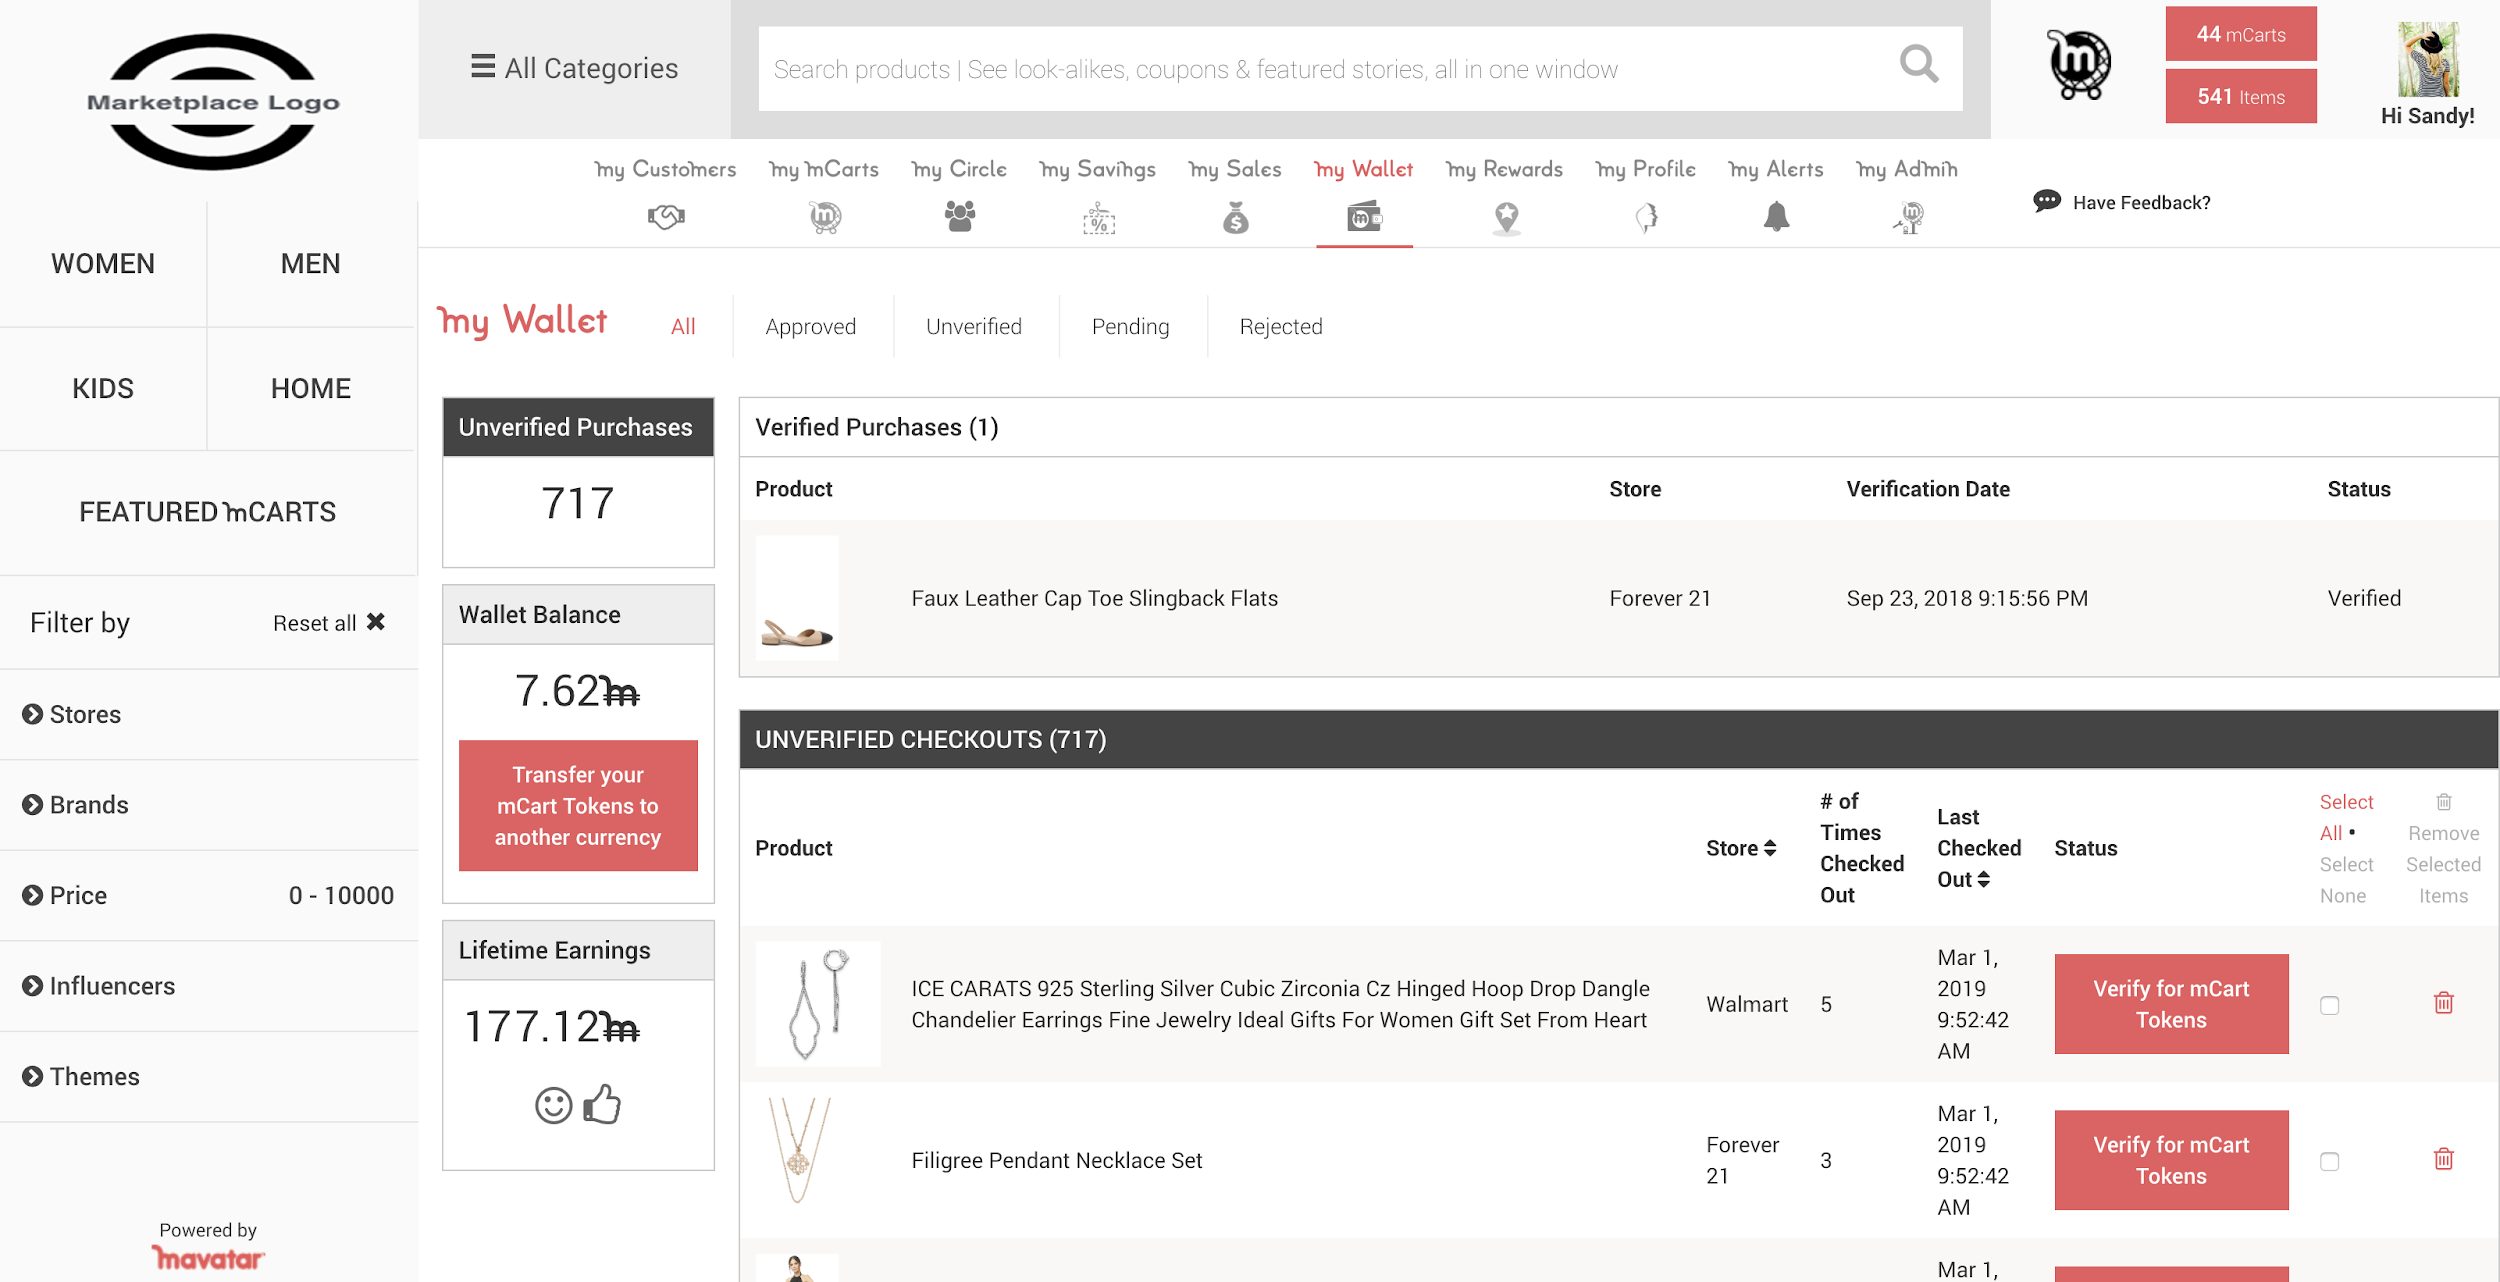 Marketplace Logo
All Categories
Search products | See look-alikes, coupons & featured stories, all in one window
44 mCarts
541 Items
Hi Sandy!
my Customers
my mCarts
my Circle
my Savings
my Sales
my Wallet
my Rewards
my Profile
my Alerts
my Admin
Have Feedback?
WOMEN
MEN
KIDS
HOME
FEATURED mCARTS
Filter by
Reset all
Stores
Brands
Price
0 - 10000
Influencers
Themes
Powered by
mavatar
my Wallet
All
Approved
Unverified
Pending
Rejected
Unverified Purchases
717
Wallet Balance
7.62m
Transfer your
mCart Tokens to
another currency
Lifetime Earnings
177.12m
Verified Purchases (1)
Product
Store
Verification Date
Status
Faux Leather Cap Toe Slingback Flats
Forever 21
Sep 23, 2018 9:15:56 PM
Verified
UNVERIFIED CHECKOUTS (717)
Product
Store
# of
Times
Checked
Out
Last
Checked
Out
Status
Select
All •
Select
None
Remove
Selected
Items
ICE CARATS 925 Sterling Silver Cubic Zirconia Cz Hinged Hoop Drop Dangle
Chandelier Earrings Fine Jewelry Ideal Gifts For Women Gift Set From Heart
Walmart
5
Mar 1,
2019
9:52:42
AM
Verify for mCart
Tokens
Filigree Pendant Necklace Set
Forever
21
3
Mar 1,
2019
9:52:42
AM
Verify for mCart
Tokens
Mar 1,